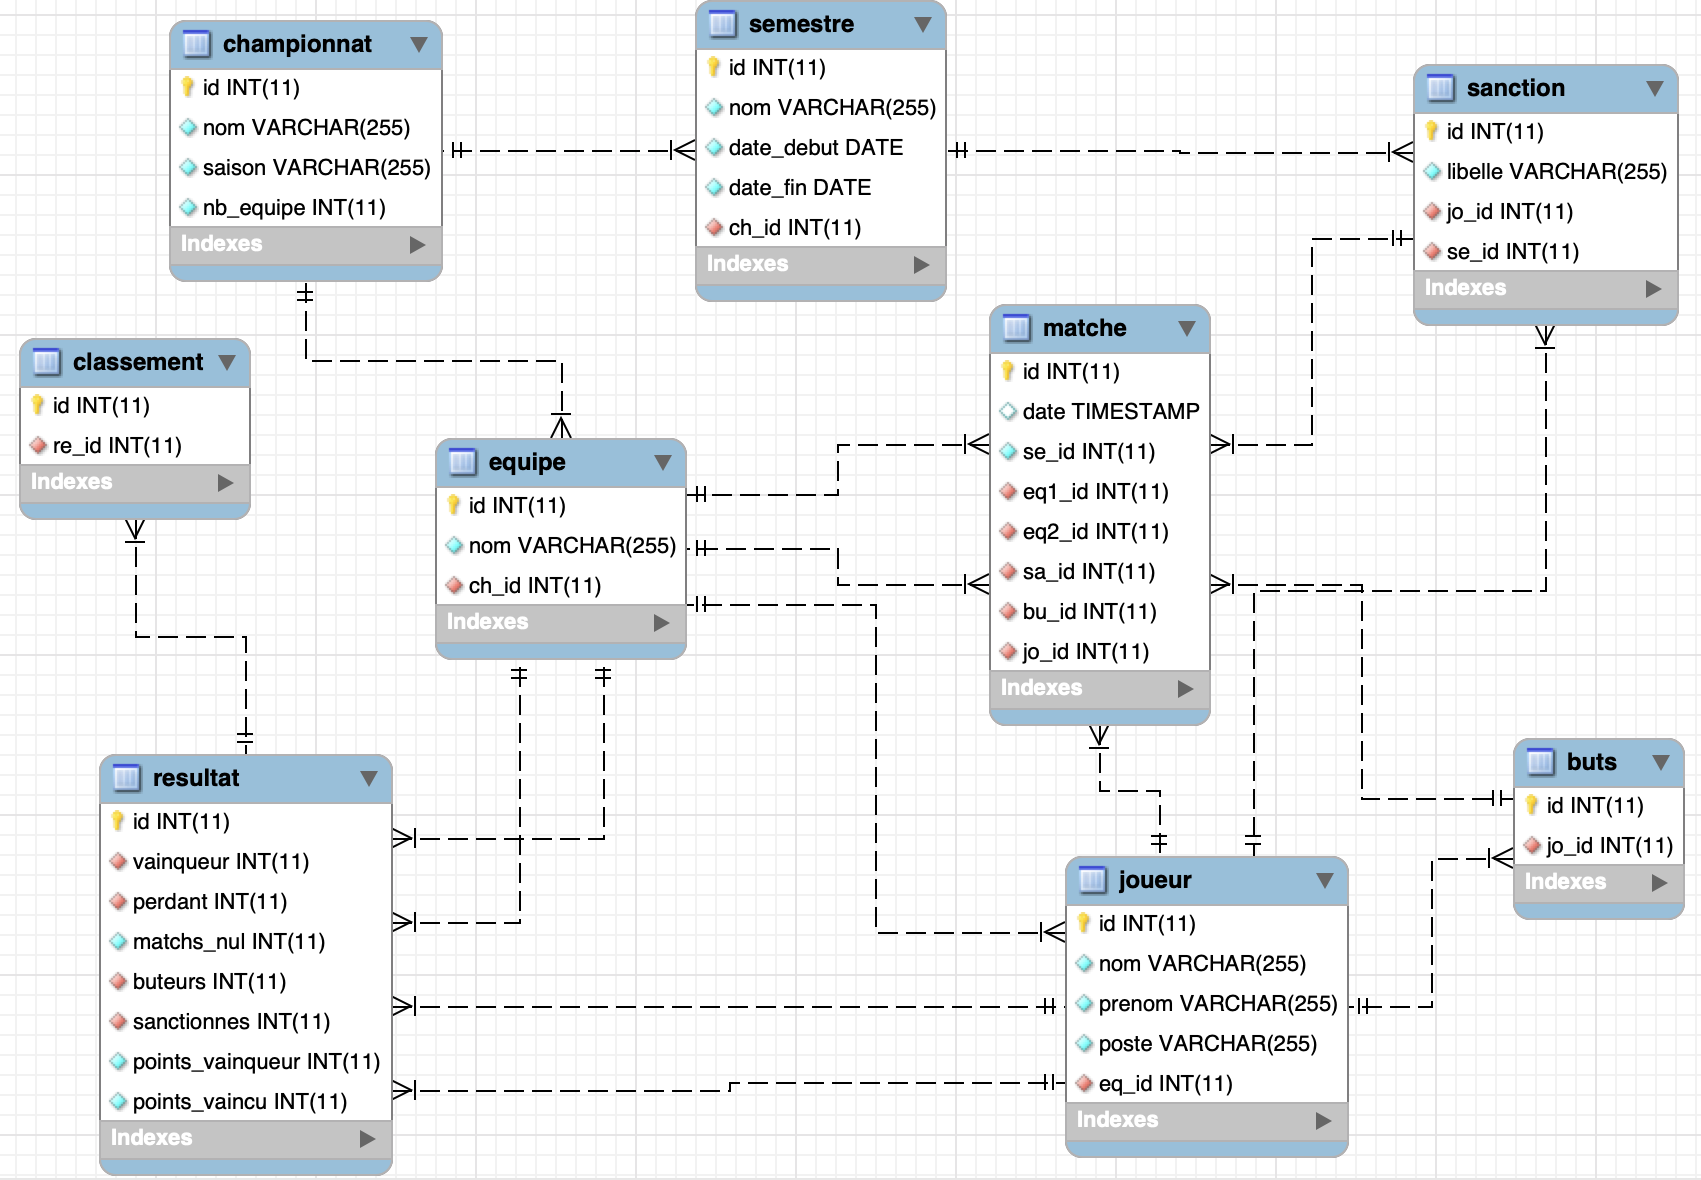 championnat
id INT(11)
nom VARCHAR(255)
saison VARCHAR(255)
nb_equipe INT(11)
Indexes
semestre
id INT(11)
nom VARCHAR(255)
date_debut DATE
date_fin DATE
ch_id INT(11)
Indexes
sanction
id INT(11)
libelle VARCHAR(255)
jo_id INT(11)
se_id INT(11)
Indexes
classement
id INT(11)
re_id INT(11)
Indexes
equipe
id INT(11)
nom VARCHAR(255)
ch_id INT(11)
Indexes
matche
id INT(11)
date TIMESTAMP
se_id INT(11)
eq1_id INT(11)
eq2_id INT(11)
sa_id INT(11)
bu_id INT(11)
jo_id INT(11)
Indexes
resultat
id INT(11)
vainqueur INT(11)
perdant INT(11)
matchs_nul INT(11)
buteurs INT(11)
sanctionnes INT(11)
points_vainqueur INT(11)
points_vaincu INT(11)
Indexes
joueur
id INT(11)
nom VARCHAR(255)
prenom VARCHAR(255)
poste VARCHAR(255)
eq_id INT(11)
Indexes
buts
id INT(11)
jo_id INT(11)
Indexes